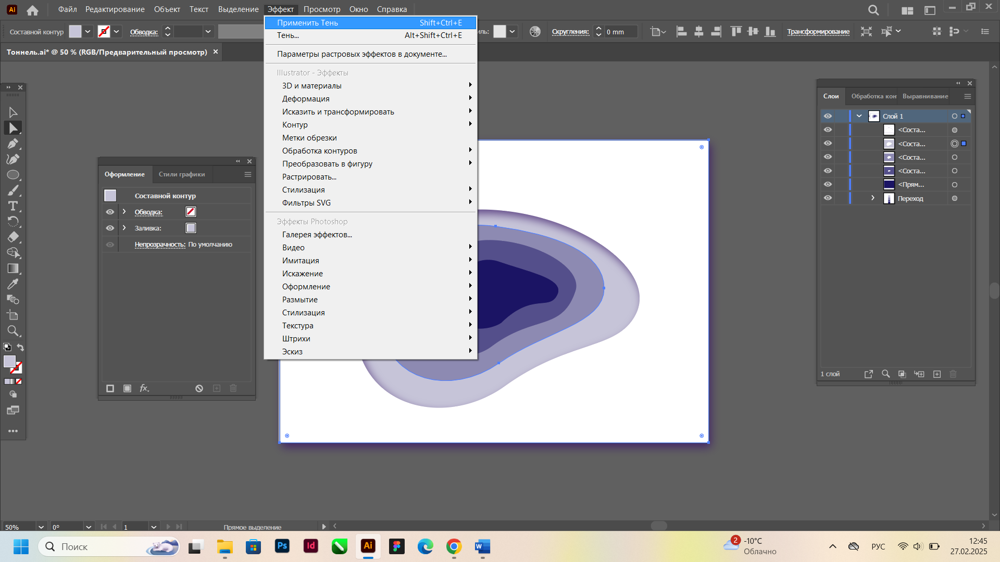 Файл Редактирование Объект Текст Выделение Эффект Просмотр Окно Справка
Составной контур
Обводка:
Скругления:
0 mm
Трансформирование
Тоннель.ai* @ 50 % (RGB/Предварительный просмотр)
Применить Тень Shift+Ctrl+E
Тень... Alt+Shift+Ctrl+E
Параметры растровых эффектов в документе...
Illustrator - Эффекты
3D и материалы
Деформация
Исказить и трансформировать
Контур
Метки обрезки
Обработка контуров
Преобразовать в фигуру
Растрировать...
Стилизация
Фильтры SVG
Эффекты Photoshop
Галерея эффектов...
Видео
Имитация
Искажение
Оформление
Размытие
Стилизация
Текстура
Штрихи
Эскиз
Оформление Стили графики
Составной контур
Обводка:
Заливка:
Непрозрачность: По умолчанию
fx
Слои Обработка кон Выравнивание
Слой 1
<Соста...
<Соста...
<Соста...
<Соста...
<Прям...
Переход
1 слой
50% 0° 1 Прямое выделение
Поиск
Ps
Id
Ai
W
2
-10°C
Облачно
РУС
12:45
27.02.2025